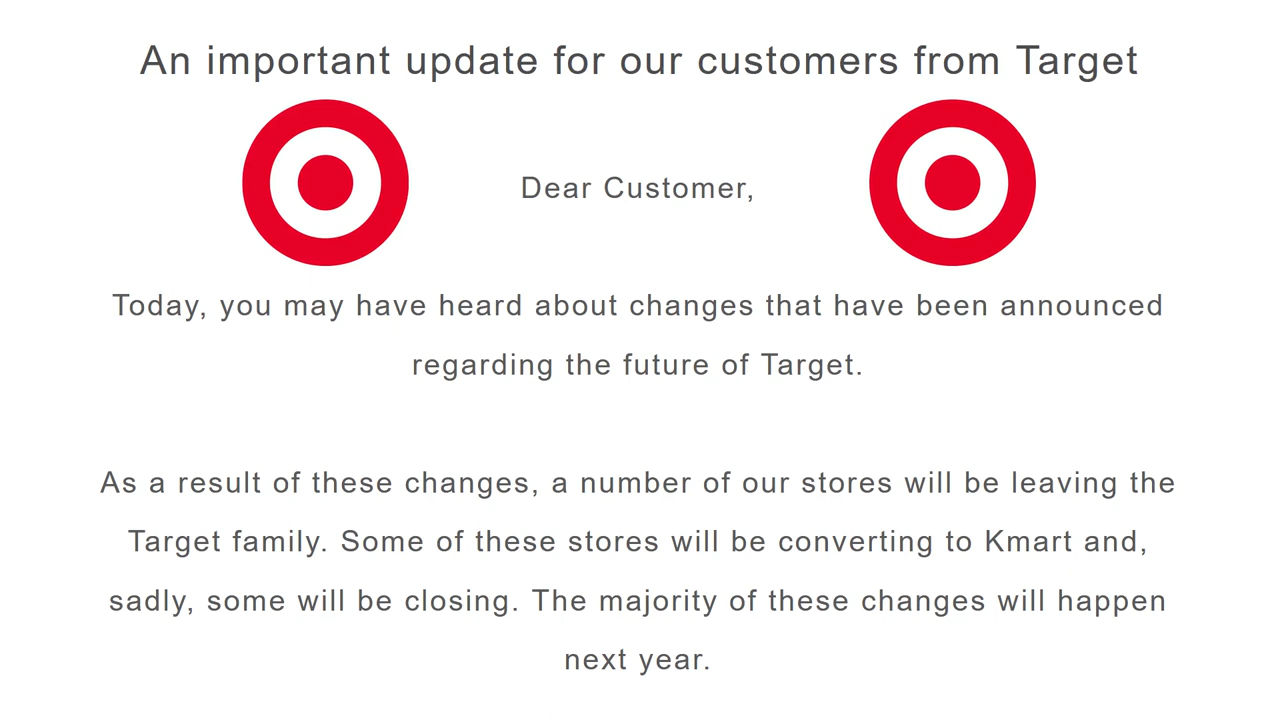 An important update for our customers from Target
Dear Customer,
Today, you may have heard about changes that have been announced
regarding the future of Target.
As a result of these changes, a number of our stores will be leaving the
Target family. Some of these stores will be converting to Kmart and,
sadly, some will be closing. The majority of these changes will happen
next year.